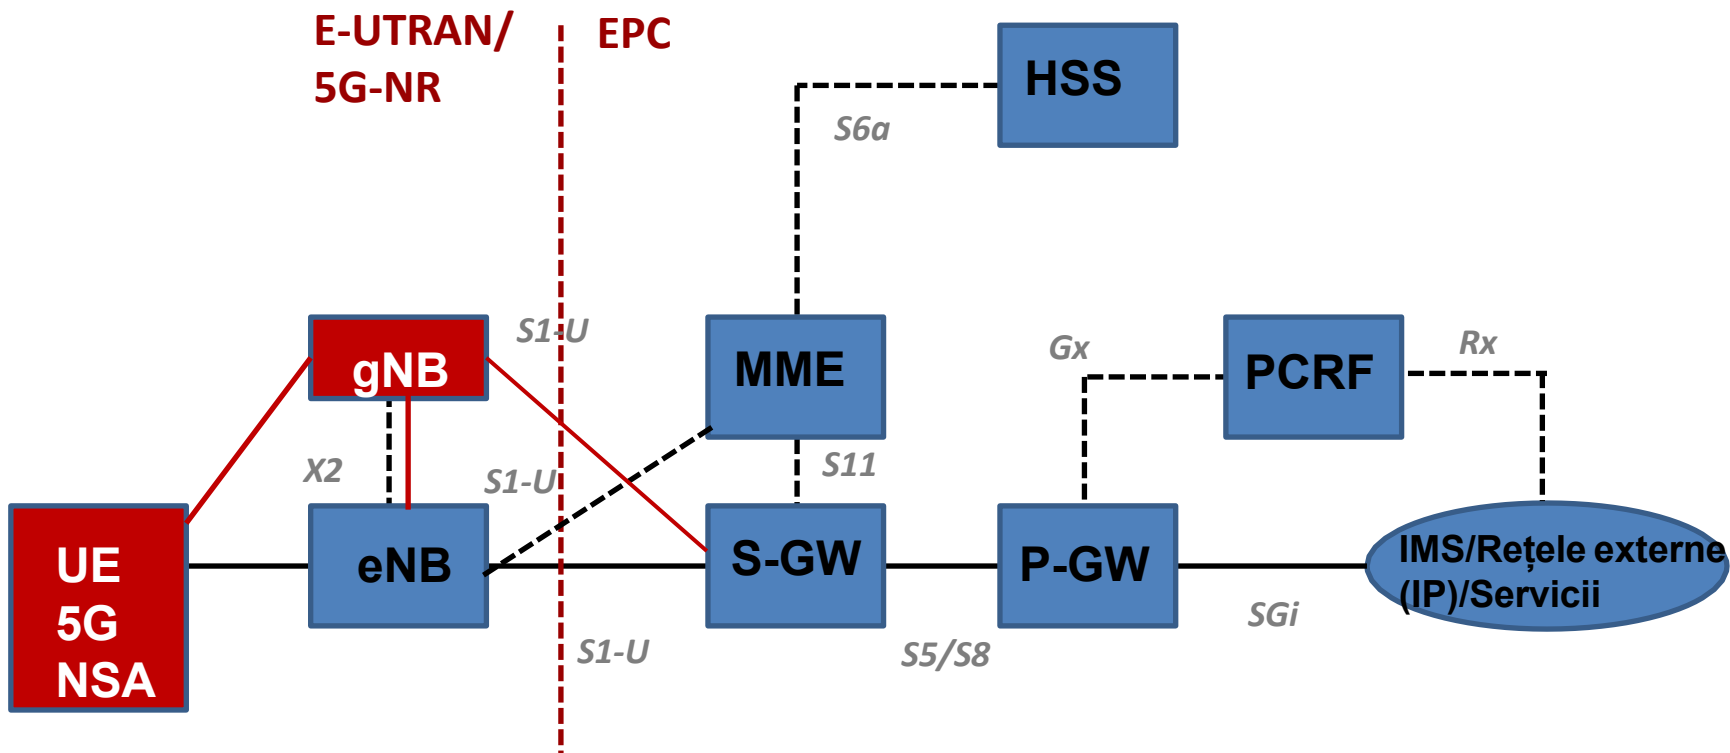 E-UTRAN/
5G-NR
EPC
HSS
S6a
S1-U
gNB
MME
Gx
PCRF
Rx
X2
S1-U
S11
UE
5G
NSA
eNB
S-GW
P-GW
IMS/Rețele externe
(IP)/Servicii
SGi
S1-U
S5/S8